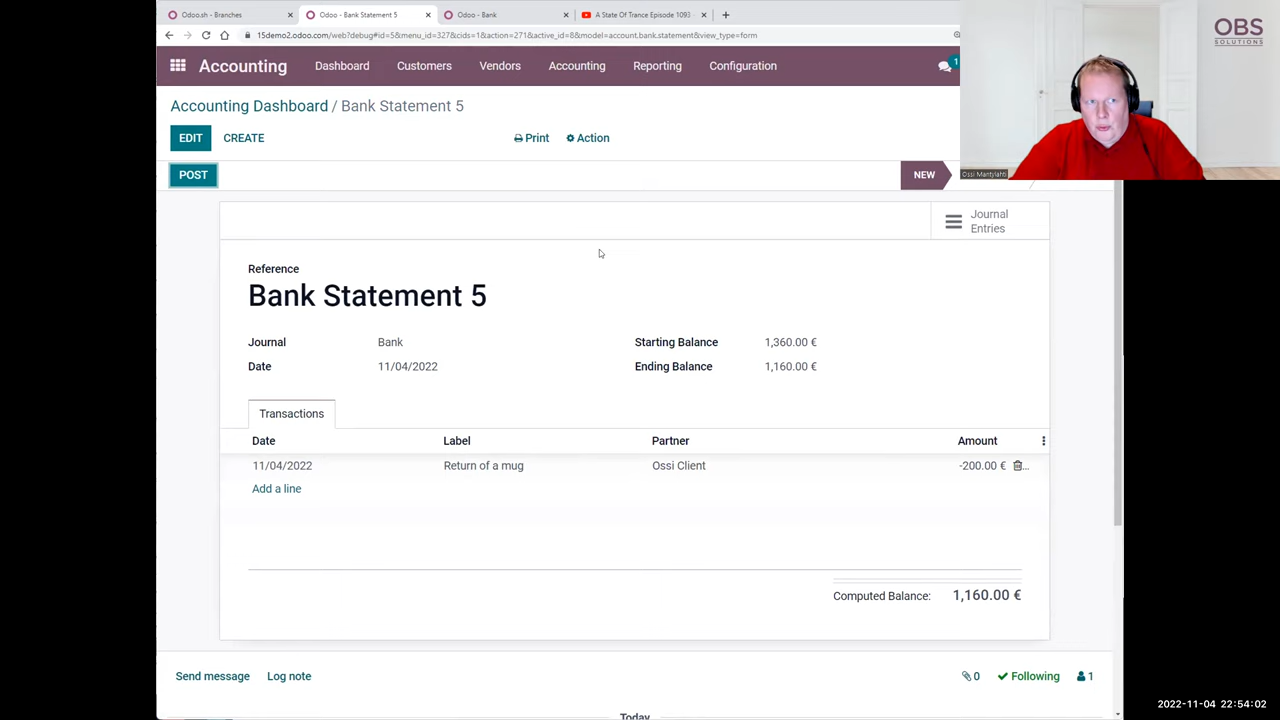 Odoo.sh - Branches
Odoo - Bank Statement 5
Odoo - Bank
A State Of Trance Episode 1093
15demo2.odoo.com/web?debug#id=5&menu_id=327&cids=1&action=271&active_id=8&model=account.bank.statement&view_type=form
OBS
SOLUTIONS
Accounting
Dashboard
Customers
Vendors
Accounting
Reporting
Configuration
1
Accounting Dashboard / Bank Statement 5
EDIT
CREATE
Print
Action
POST
NEW
Ossi Mantylahti
Journal
Entries
Reference
Bank Statement 5
Journal
Bank
Starting Balance
1,360.00 €
Date
11/04/2022
Ending Balance
1,160.00 €
Transactions
Date
Label
Partner
Amount
11/04/2022
Return of a mug
Ossi Client
-200.00 €
Add a line
Computed Balance:
1,160.00 €
Send message
Log note
0
Following
1
Today
2022-11-04 22:54:02